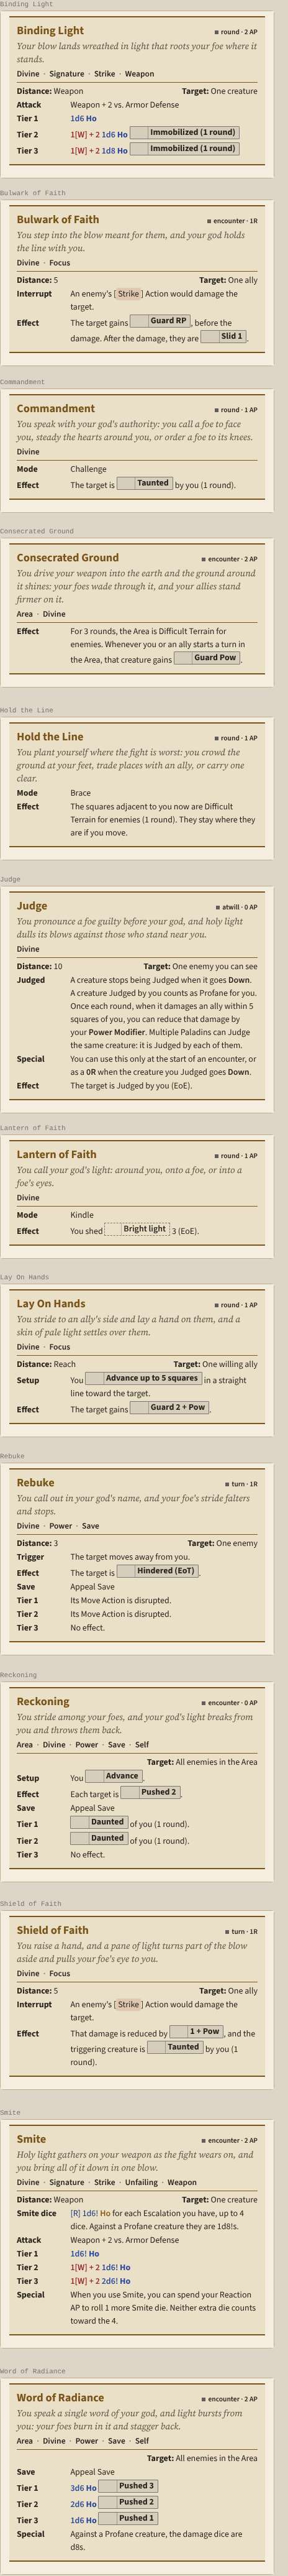 Binding Light
Binding Light ■ round · 2 AP
Your blow lands wreathed in light that roots your foe where it
stands.
Divine · Signature · Strike · Weapon
Distance: Weapon Target: One creature
Attack Weapon + 2 vs. Armor Defense
Tier 1 1d6 Ho
Tier 2 1[W] + 2 1d6 Ho Immobilized (1 round)
Tier 3 1[W] + 2 1d8 Ho Immobilized (1 round)
Bulwark of Faith
Bulwark of Faith ■ encounter · 1R
You step into the blow meant for them, and your god holds
the line with you.
Divine · Focus
Distance: 5 Target: One ally
Interrupt An enemy's [Strike] Action would damage the
target.
Effect The target gains Guard RP, before the
damage. After the damage, they are Slid 1.
Commandment
Commandment ■ round · 1 AP
You speak with your god's authority: you call a foe to face
you, steady the hearts around you, or order a foe to its knees.
Divine
Mode Challenge
Effect The target is Taunted by you (1 round).
Consecrated Ground
Consecrated Ground ■ encounter · 2 AP
You drive your weapon into the earth and the ground around
it shines: your foes wade through it, and your allies stand
firmer on it.
Area · Divine
Effect For 3 rounds, the Area is Difficult Terrain for
enemies. Whenever you or an ally starts a turn in
the Area, that creature gains Guard Pow.
Hold the Line
Hold the Line ■ round · 1 AP
You plant yourself where the fight is worst: you crowd the
ground at your feet, trade places with an ally, or carry one
clear.
Mode Brace
Effect The squares adjacent to you now are Difficult
Terrain for enemies (1 round). They stay where they
are if you move.
Judge
Judge ■ atwill · 0 AP
You pronounce a foe guilty before your god, and holy light
dulls its blows against those who stand near you.
Divine
Distance: 10 Target: One enemy you can see
Judged A creature stops being Judged when it goes Down.
A creature Judged by you counts as Profane for you.
Once each round, when it damages an ally within 5
squares of you, you can reduce that damage by
your Power Modifier. Multiple Paladins can Judge
the same creature: it is Judged by each of them.
Special You can use this only at the start of an encounter, or
as a 0R when the creature you Judged goes Down.
Effect The target is Judged by you (EoE).
Lantern of Faith
Lantern of Faith ■ round · 1 AP
You call your god's light: around you, onto a foe, or into a
foe's eyes.
Divine
Mode Kindle
Effect You shed Bright light 3 (EoE).
Lay On Hands
Lay On Hands ■ round · 1 AP
You stride to an ally's side and lay a hand on them, and a
skin of pale light settles over them.
Divine · Focus
Distance: Reach Target: One willing ally
Setup You Advance up to 5 squares in a straight
line toward the target.
Effect The target gains Guard 2 + Pow.
Rebuke
Rebuke ■ turn · 1R
You call out in your god's name, and your foe's stride falters
and stops.
Divine · Power · Save
Distance: 3 Target: One enemy
Trigger The target moves away from you.
Effect The target is Hindered (EoT).
Save Appeal Save
Tier 1 Its Move Action is disrupted.
Tier 2 Its Move Action is disrupted.
Tier 3 No effect.
Reckoning
Reckoning ■ encounter · 0 AP
You stride among your foes, and your god's light breaks from
you and throws them back.
Area · Divine · Power · Save · Self
Target: All enemies in the Area
Setup You Advance.
Effect Each target is Pushed 2.
Save Appeal Save
Tier 1 Daunted of you (1 round).
Tier 2 Daunted of you (1 round).
Tier 3 No effect.
Shield of Faith
Shield of Faith ■ turn · 1R
You raise a hand, and a pane of light turns part of the blow
aside and pulls your foe's eye to you.
Divine · Focus
Distance: 5 Target: One ally
Interrupt An enemy's [Strike] Action would damage the
target.
Effect That damage is reduced by 1 + Pow, and the
triggering creature is Taunted by you (1
round).
Smite
Smite ■ encounter · 2 AP
Holy light gathers on your weapon as the fight wears on, and
you bring all of it down in one blow.
Divine · Signature · Strike · Unfailing · Weapon
Distance: Weapon Target: One creature
Smite dice [R] 1d6! Ho for each Escalation you have, up to 4
dice. Against a Profane creature they are 1d8!s.
Attack Weapon + 2 vs. Armor Defense
Tier 1 1d6! Ho
Tier 2 1[W] + 2 1d6! Ho
Tier 3 1[W] + 2 2d6! Ho
Special When you use Smite, you can spend your Reaction
AP to roll 1 more Smite die. Neither extra die counts
toward the 4.
Word of Radiance
Word of Radiance ■ encounter · 2 AP
You speak a single word of your god, and light bursts from
you: your foes burn in it and stagger back.
Area · Divine · Power · Save · Self
Target: All enemies in the Area
Save Appeal Save
Tier 1 3d6 Ho Pushed 3
Tier 2 2d6 Ho Pushed 2
Tier 3 1d6 Ho Pushed 1
Special Against a Profane creature, the damage dice are
d8s.